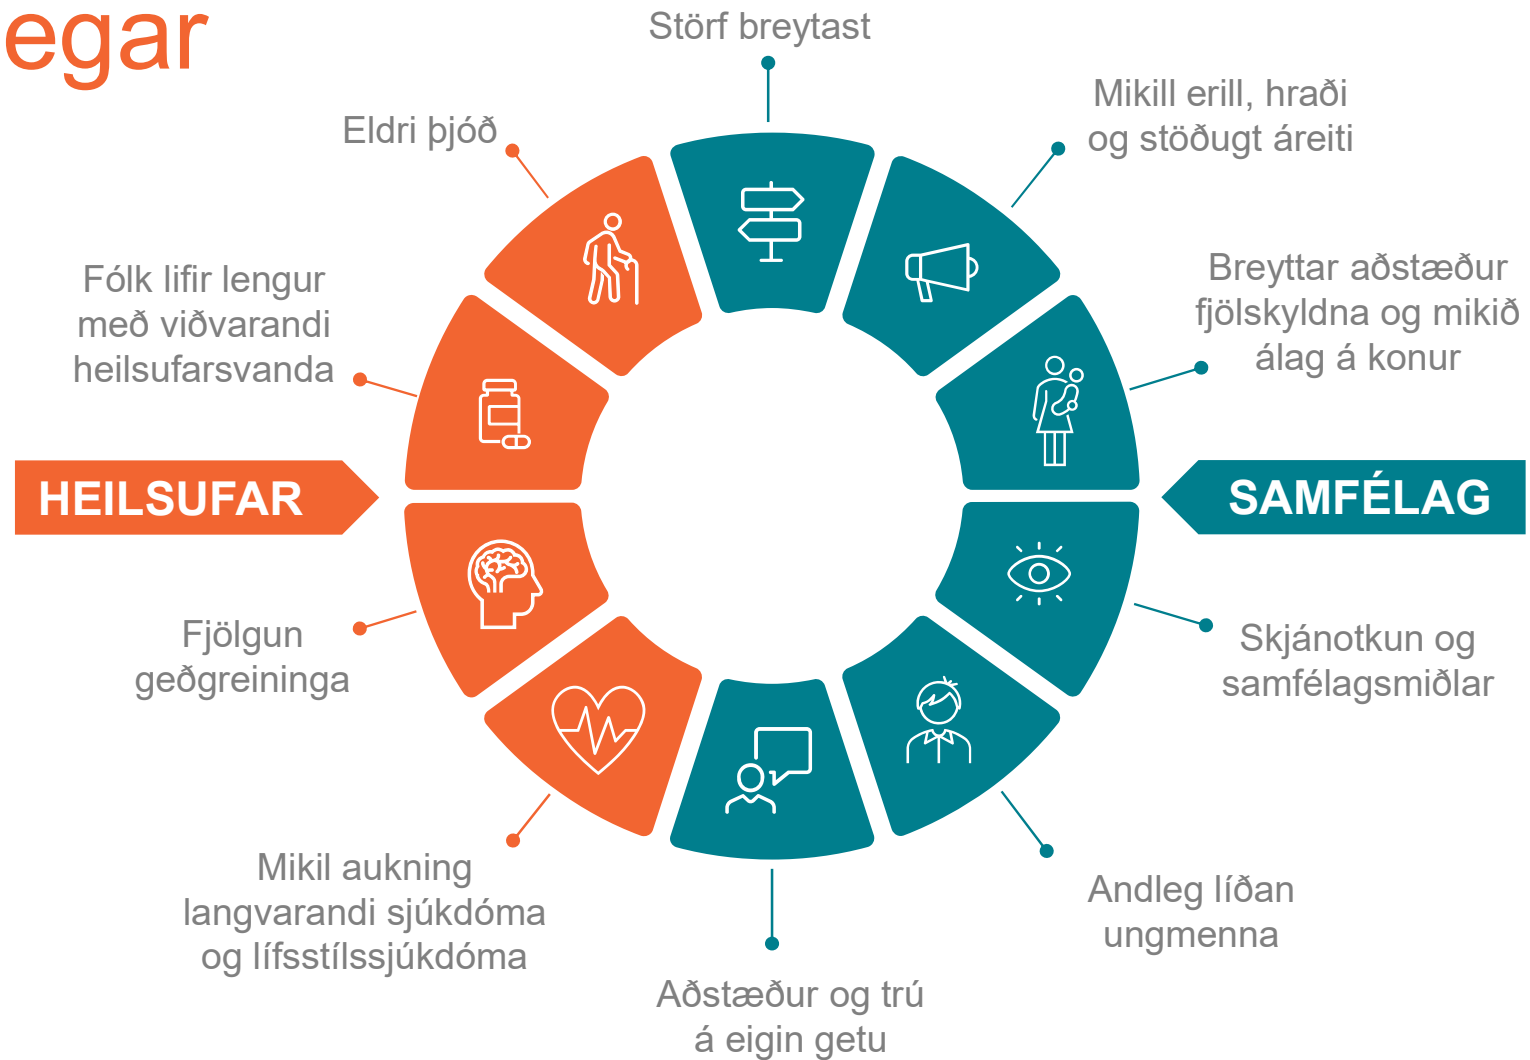 egar
Störf breytast
Mikill erill, hraði
og stöðugt áreiti
Eldri þjóð
Breyttar aðstæður
fjölskyldna og mikið
álag á konur
Fólk lifir lengur
með viðvarandi
heilsufarsvanda
HEILSUFAR
SAMFÉLAG
Fjölgun
geðgreininga
Skjánotkun og
samfélagsmiðlar
Mikil aukning
langvarandi sjúkdóma
og lífsstílssjúkdóma
Andleg líðan
ungmenna
Aðstæður og trú
á eigin getu